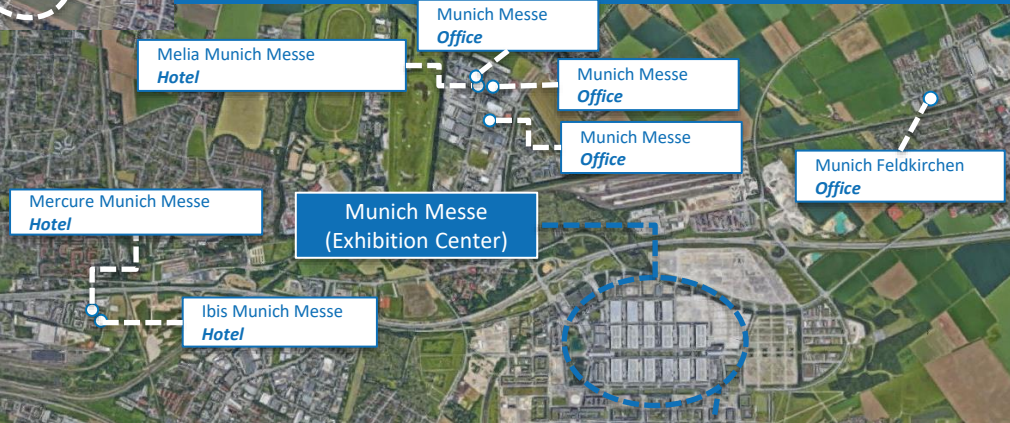 Munich Messe
Office
Melia Munich Messe
Hotel
Munich Messe
Office
Munich Messe
Office
Munich Feldkirchen
Office
Mercure Munich Messe
Hotel
Munich Messe
(Exhibition Center)
Ibis Munich Messe
Hotel